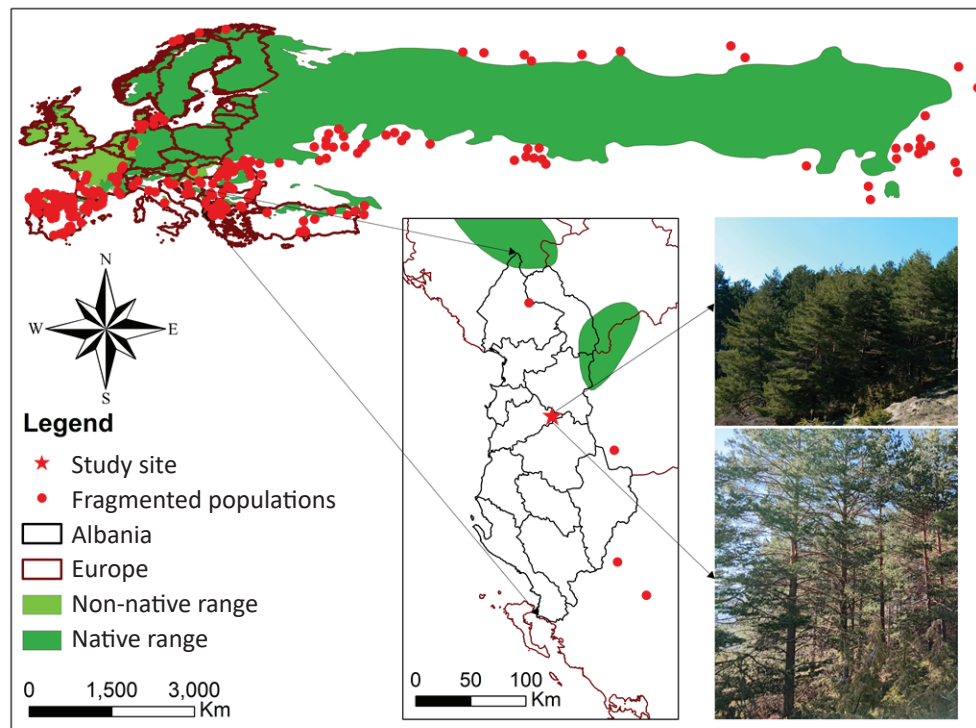 N
W
E
S
Legend
Study site
Fragmented populations
Albania
Europe
Non-native range
Native range
0 1,500 3,000
Km
0 50 100
Km